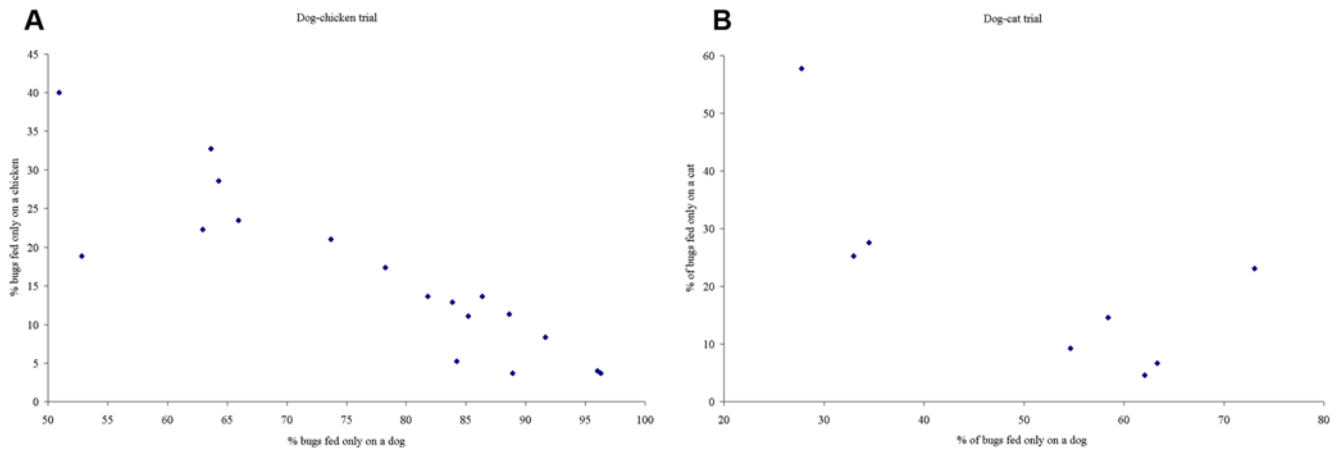 A
Dog-chicken trial
45
40
35
30
25
20
15
10
5
0
% bugs fed only on a chicken
50 55 60 65 70 75 80 85 90 95 100
% bugs fed only on a dog
B
Dog-cat trial
60
50
40
30
20
10
0
% of bugs fed only on a cat
20 30 40 50 60 70 80
% of bugs fed only on a dog